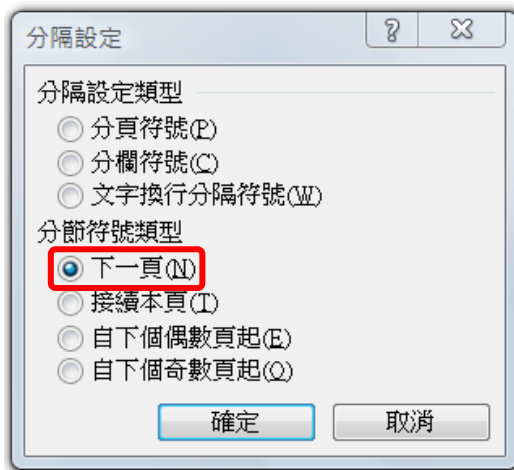 分隔設定
分隔設定類型
分頁符號(P)
分欄符號(C)
文字換行分隔符號(W)
分節符號類型
下一頁(N)
接續本頁(T)
自下個偶數頁起(E)
自下個奇數頁起(O)
確定 取消